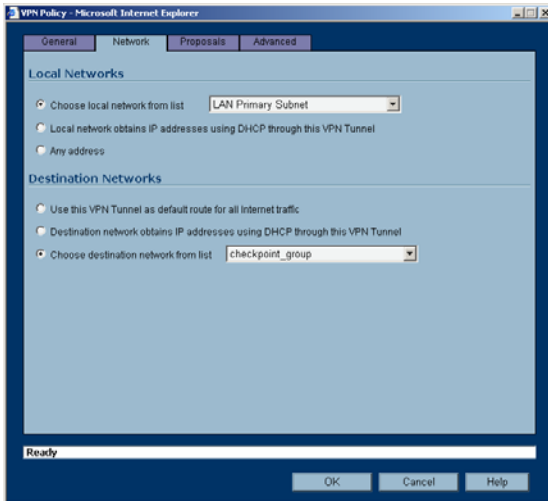 VPN Policy - Microsoft Internet Explorer
General Network Proposals Advanced
Local Networks
Choose local network from list LAN Primary Subnet
Local network obtains IP addresses using DHCP through this VPN Tunnel
Any address
Destination Networks
Use this VPN Tunnel as default route for all Internet traffic
Destination network obtains IP addresses using DHCP through this VPN Tunnel
Choose destination network from list checkpoint_group
Ready
OK Cancel Help